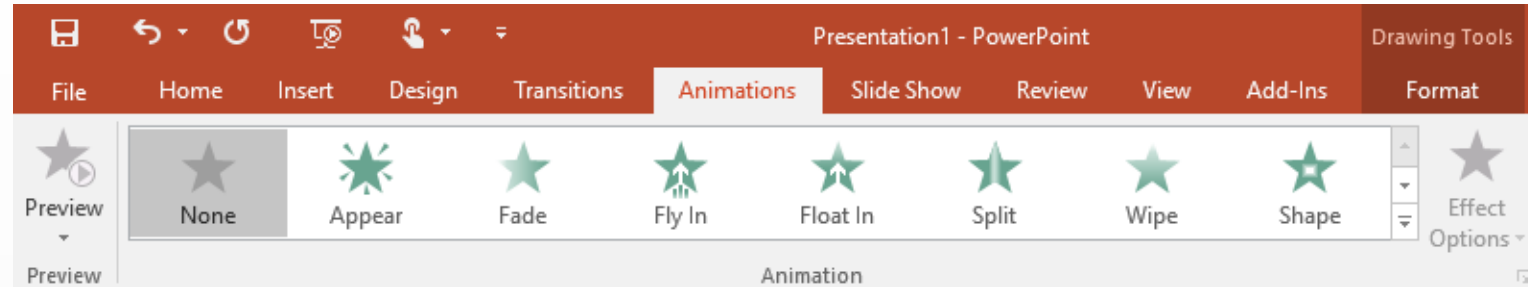 Presentation1 - PowerPoint Drawing Tools
File Home Insert Design Transitions Animations Slide Show Review View Add-Ins Format
Preview None Appear Fade Fly In Float In Split Wipe Shape Effect
Options
Preview Animation